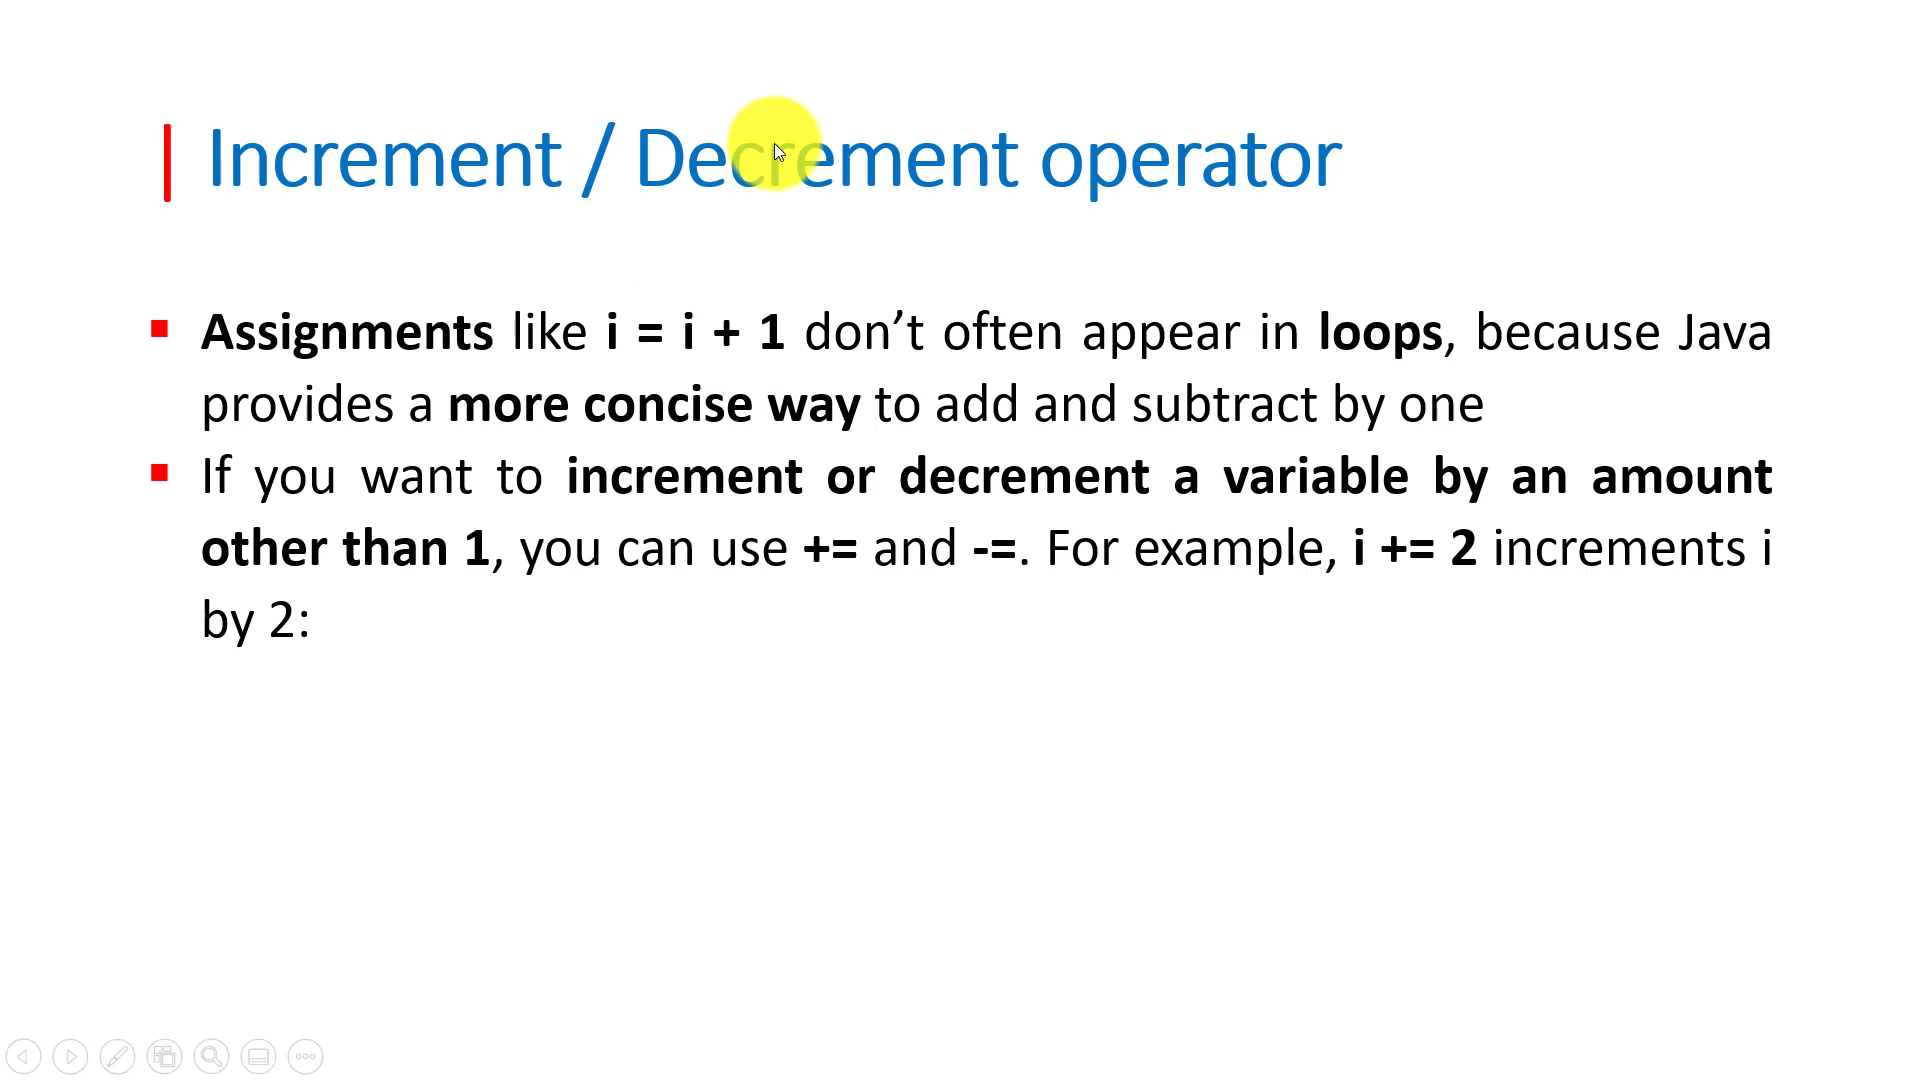 Increment / Decrement operator
Assignments like i = i + 1 don’t often appear in loops, because Java
provides a more concise way to add and subtract by one
If you want to increment or decrement a variable by an amount
other than 1, you can use += and -=. For example, i += 2 increments i
by 2: